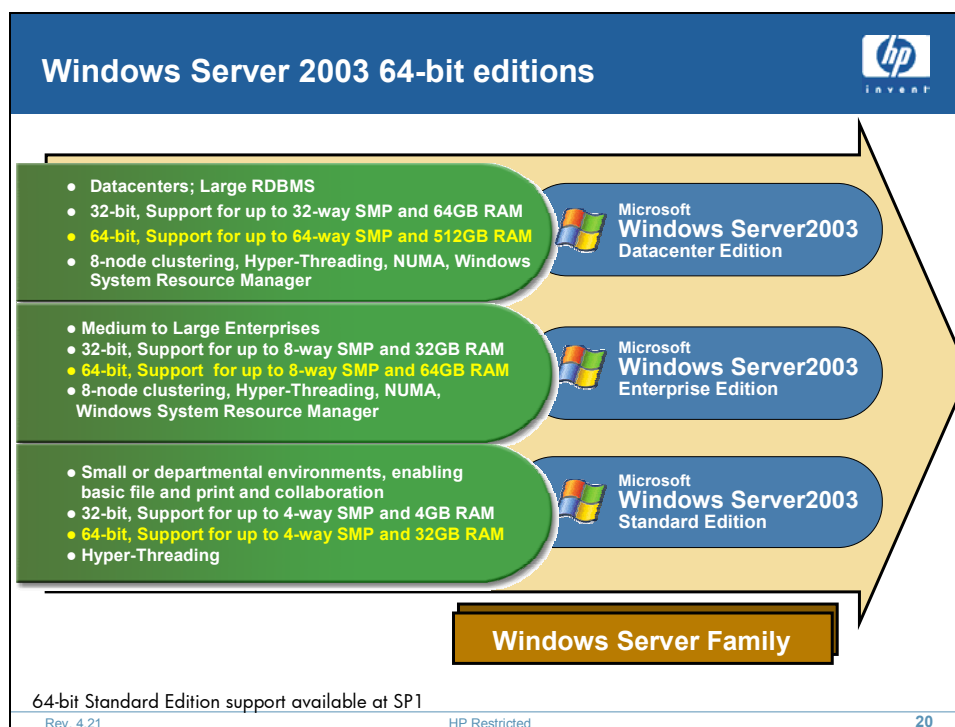 Windows Server 2003 64-bit editions
hp
invent
● Datacenters; Large RDBMS
● 32-bit, Support for up to 32-way SMP and 64GB RAM
● 64-bit, Support for up to 64-way SMP and 512GB RAM
● 8-node clustering, Hyper-Threading, NUMA, Windows
System Resource Manager
Microsoft
Windows Server2003
Datacenter Edition
● Medium to Large Enterprises
● 32-bit, Support for up to 8-way SMP and 32GB RAM
● 64-bit, Support for up to 8-way SMP and 64GB RAM
● 8-node clustering, Hyper-Threading, NUMA,
Windows System Resource Manager
Microsoft
Windows Server2003
Enterprise Edition
● Small or departmental environments, enabling
basic file and print and collaboration
● 32-bit, Support for up to 4-way SMP and 4GB RAM
● 64-bit, Support for up to 4-way SMP and 32GB RAM
● Hyper-Threading
Microsoft
Windows Server2003
Standard Edition
Windows Server Family
64-bit Standard Edition support available at SP1
Rev. 4.21
HP Restricted
20